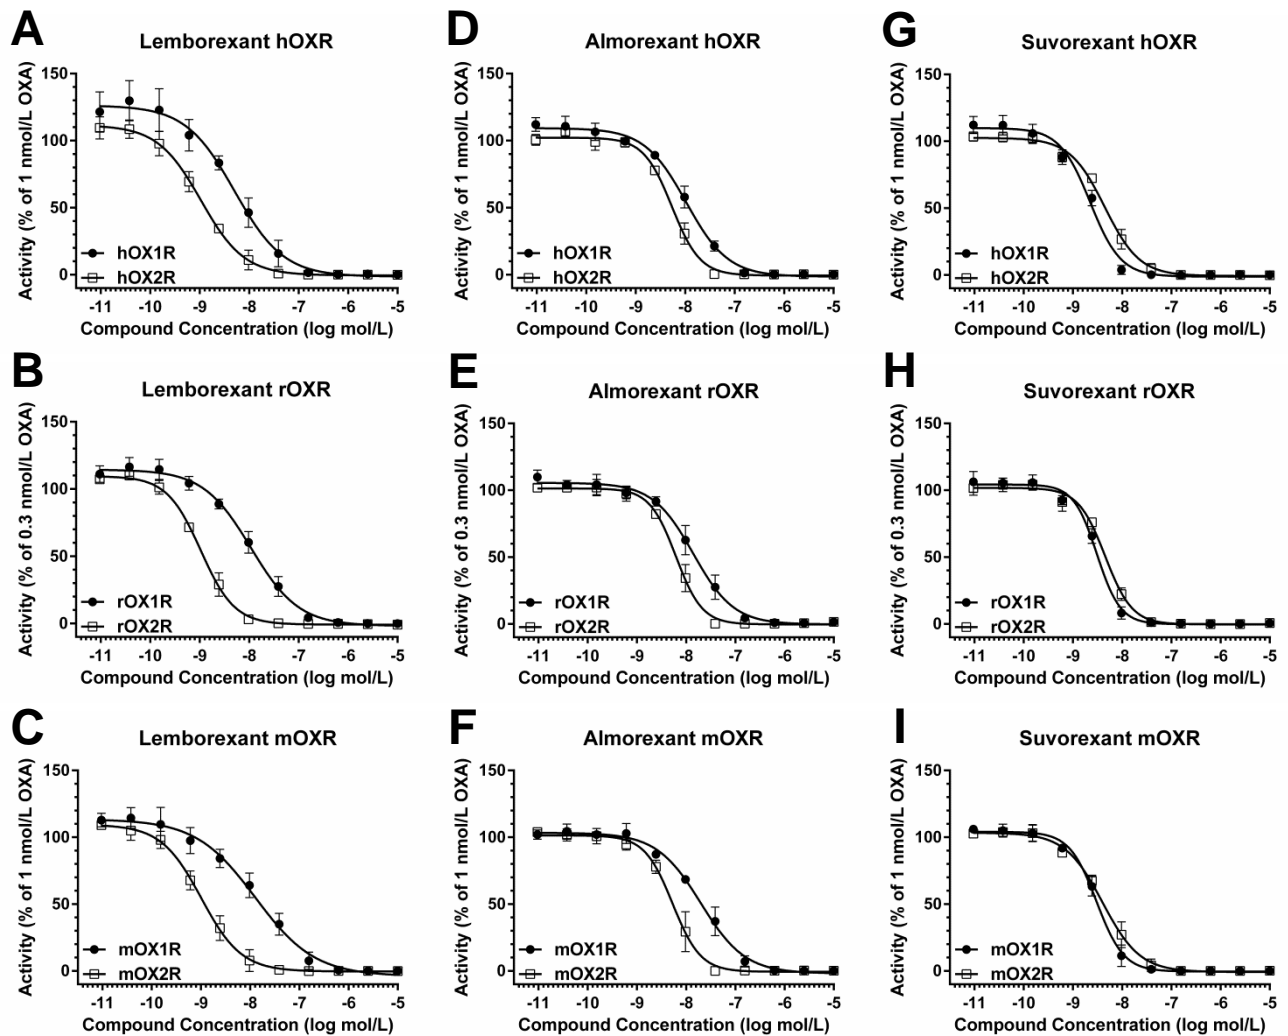 A
Lemborexant hOXR
Activity (% of 1 nmol/L OXA)
150
100
50
0
hOX1R
hOX2R
-11 -10 -9 -8 -7 -6 -5
Compound Concentration (log mol/L)
D
Almorexant hOXR
Activity (% of 1 nmol/L OXA)
150
100
50
0
hOX1R
hOX2R
-11 -10 -9 -8 -7 -6 -5
Compound Concentration (log mol/L)
G
Suvorexant hOXR
Activity (% of 1 nmol/L OXA)
150
100
50
0
hOX1R
hOX2R
-11 -10 -9 -8 -7 -6 -5
Compound Concentration (log mol/L)
B
Lemborexant rOXR
Activity (% of 0.3 nmol/L OXA)
150
100
50
0
rOX1R
rOX2R
-11 -10 -9 -8 -7 -6 -5
Compound Concentration (log mol/L)
E
Almorexant rOXR
Activity (% of 0.3 nmol/L OXA)
150
100
50
0
rOX1R
rOX2R
-11 -10 -9 -8 -7 -6 -5
Compound Concentration (log mol/L)
H
Suvorexant rOXR
Activity (% of 0.3 nmol/L OXA)
150
100
50
0
rOX1R
rOX2R
-11 -10 -9 -8 -7 -6 -5
Compound Concentration (log mol/L)
C
Lemborexant mOXR
Activity (% of 1 nmol/L OXA)
150
100
50
0
mOX1R
mOX2R
-11 -10 -9 -8 -7 -6 -5
Compound Concentration (log mol/L)
F
Almorexant mOXR
Activity (% of 1 nmol/L OXA)
150
100
50
0
mOX1R
mOX2R
-11 -10 -9 -8 -7 -6 -5
Compound Concentration (log mol/L)
I
Suvorexant mOXR
Activity (% of 1 nmol/L OXA)
150
100
50
0
mOX1R
mOX2R
-11 -10 -9 -8 -7 -6 -5
Compound Concentration (log mol/L)